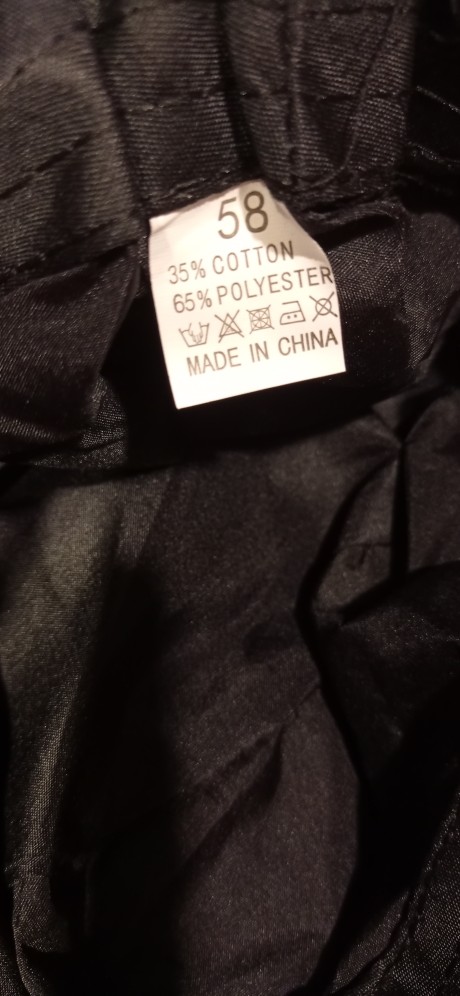 58
35% COTTON
65% POLYESTER
MADE IN CHINA